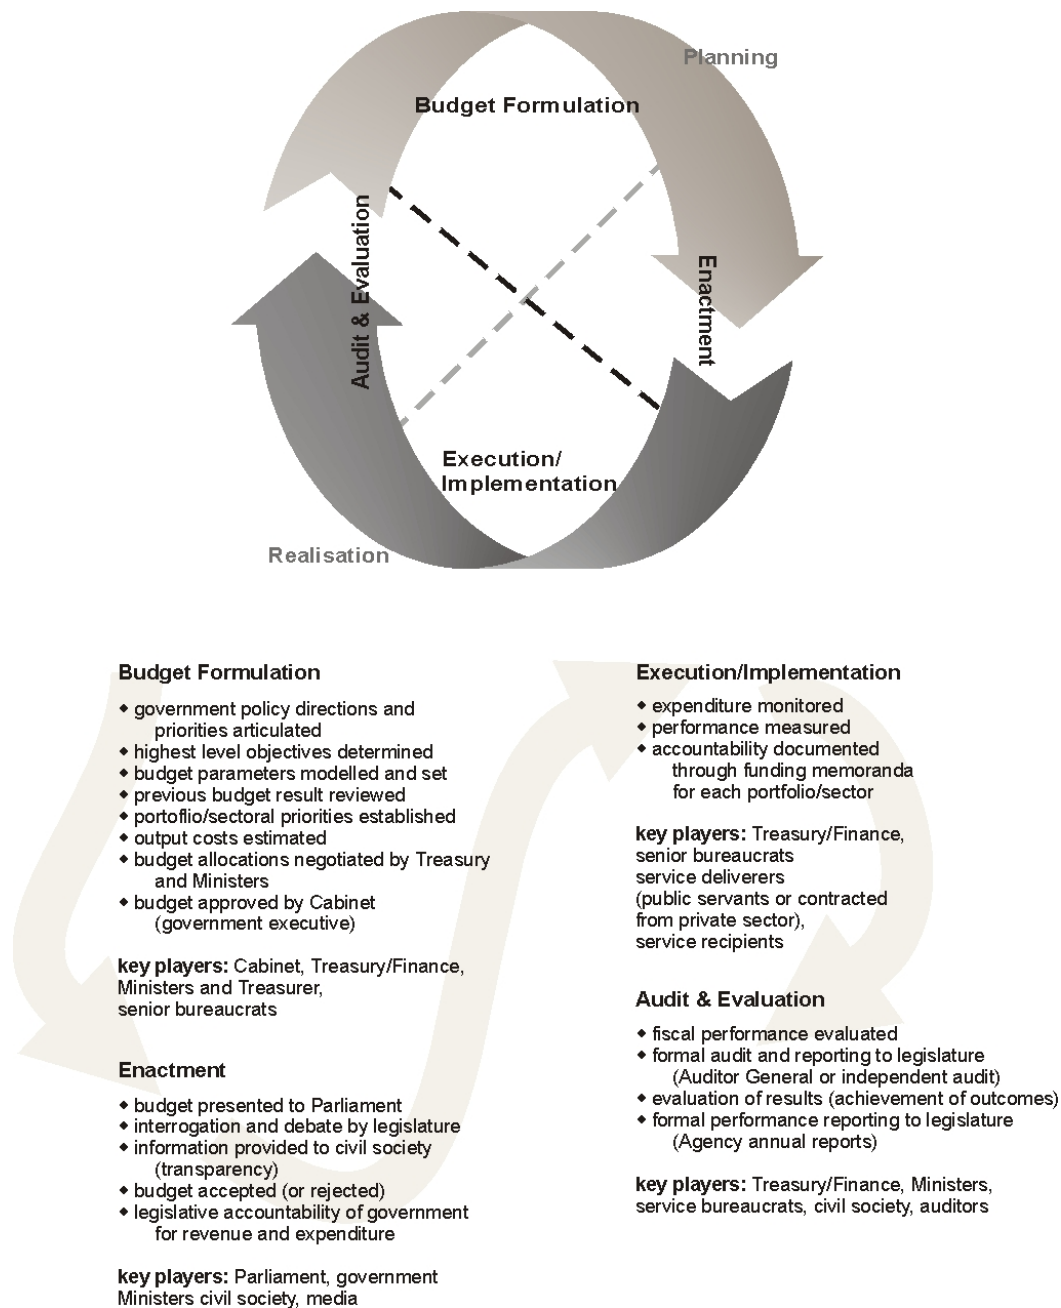 Planning
Budget Formulation
Audit & Evaluation
Enactment
Execution/
Implementation
Realisation
Budget Formulation
◆ government policy directions and
priorities articulated
◆ highest level objectives determined
◆ budget parameters modelled and set
◆ previous budget result reviewed
◆ portoflio/sectoral priorities established
◆ output costs estimated
◆ budget allocations negotiated by Treasury
and Ministers
◆ budget approved by Cabinet
(government executive)
key players: Cabinet, Treasury/Finance,
Ministers and Treasurer,
senior bureaucrats
Enactment
◆ budget presented to Parliament
◆ interrogation and debate by legislature
◆ information provided to civil society
(transparency)
◆ budget accepted (or rejected)
◆ legislative accountability of government
for revenue and expenditure
key players: Parliament, government
Ministers civil society, media
Execution/Implementation
◆ expenditure monitored
◆ performance measured
◆ accountability documented
through funding memoranda
for each portfolio/sector
key players: Treasury/Finance,
senior bureaucrats
service deliverers
(public servants or contracted
from private sector),
service recipients
Audit & Evaluation
◆ fiscal performance evaluated
◆ formal audit and reporting to legislature
(Auditor General or independent audit)
◆ evaluation of results (achievement of outcomes)
◆ formal performance reporting to legislature
(Agency annual reports)
key players: Treasury/Finance, Ministers,
service bureaucrats, civil society, auditors